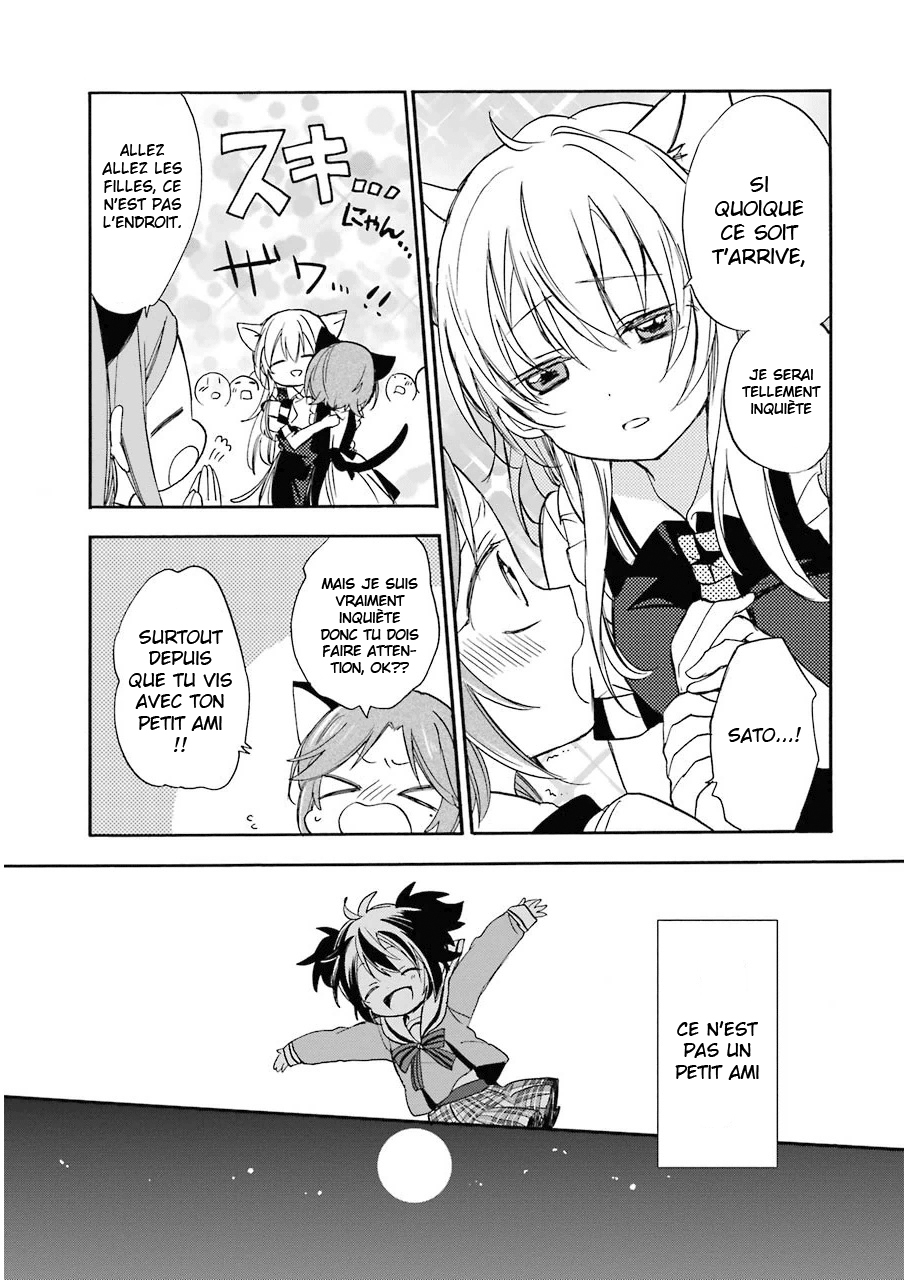 SI
QUOIQUE
CE SOIT
T'ARRIVE,
JE SERAI
TELLEMENT
INQUIÈTE
SATO...!
スキ...
にゃん...
ザワ...!!
ALLEZ
ALLEZ LES
FILLES, CE
N'EST PAS
L'ENDROIT.
MAIS JE SUIS
VRAIMENT
INQUIÈTE
DONC TU DOIS
FAIRE ATTEN-
TION, OK??
SURTOUT
DEPUIS
QUE TU VIS
AVEC TON
PETIT AMI
!!
CE N'EST
PAS UN
PETIT AMI